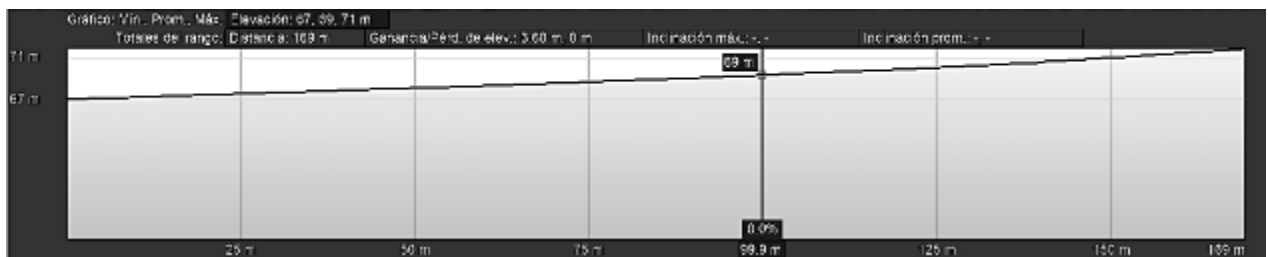 Gráfico: Mín., Prom., Máx. Elevación: 67, 69, 71 m
Totales del rango: Distancia: 169 m Ganancia/Pérd. de elev.: 3.60 m, 0 m Inclinación máx.: -, - Inclinación prom.: -, -
71 m
69 m
67 m
0.0%
25 m 50 m 75 m 99.9 m 125 m 150 m 169 m